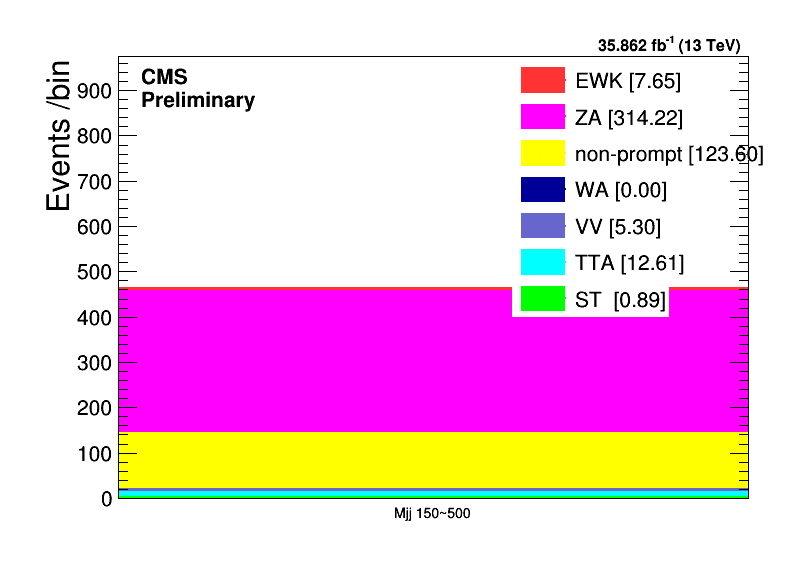 35.862 fb-1 (13 TeV)
CMS
Preliminary
Events /bin
900
800
700
600
500
400
300
200
100
0
EWK [7.65]
ZA [314.22]
non-prompt [123.60]
WA [0.00]
VV [5.30]
TTA [12.61]
ST [0.89]
Mjj 150~500